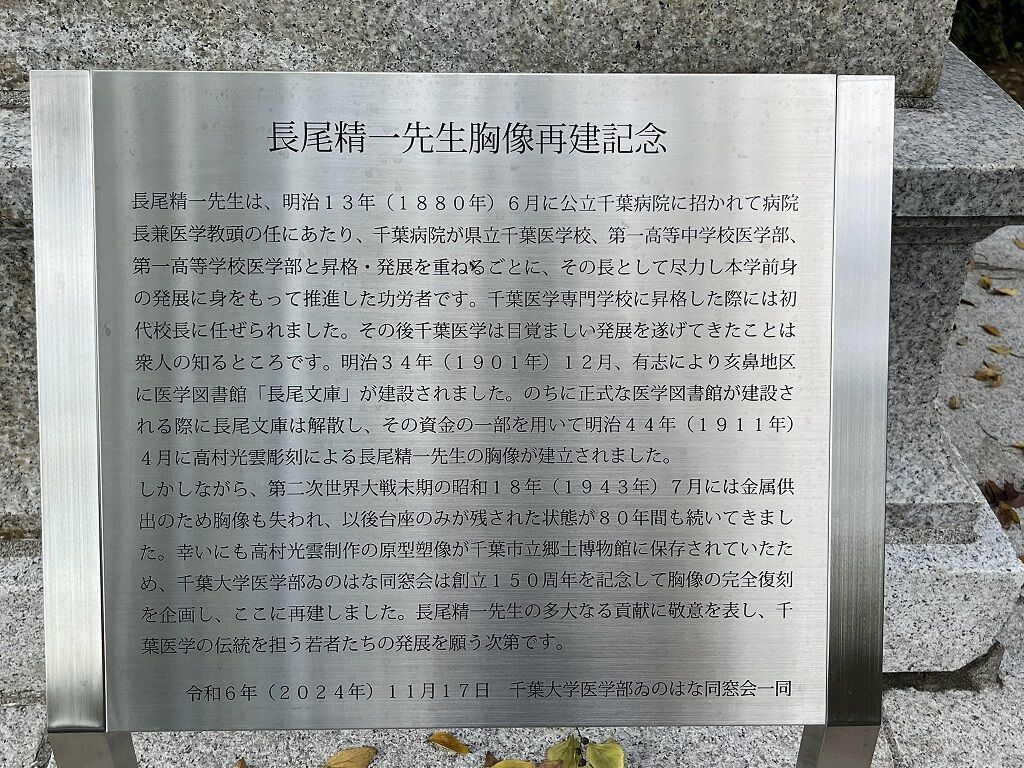 長尾精一先生胸像再建記念
長尾精一先生は、明治１３年（１８８０年）６月に公立千葉病院に招かれて病院
長兼医学教頭の任にあたり、千葉病院が県立千葉医学校、第一高等中学校医学部、
第一高等学校医学部と昇格・発展を重ねるごとに、その長として尽力し本学前身
の発展に身をもって推進した功労者です。千葉医学専門学校に昇格した際には初
代校長に任ぜられました。その後千葉医学は目覚ましい発展を遂げてきたことは
衆人の知るところです。明治３４年（１９０１年）１２月、有志により亥鼻地区
に医学図書館「長尾文庫」が建設されました。のちに正式な医学図書館が建設さ
れる際に長尾文庫は解散し、その資金の一部を用いて明治４４年（１９１１年）
４月に高村光雲彫刻による長尾精一先生の胸像が建立されました。
しかしながら、第二次世界大戦末期の昭和１８年（１９４３年）７月には金属供
出のため胸像も失われ、以後台座のみが残された状態が８０年間も続いてきまし
た。幸いにも高村光雲制作の原型塑像が千葉市立郷土博物館に保存されていたた
め、千葉大学医学部ゐのはな同窓会は創立１５０周年を記念して胸像の完全復刻
を企画し、ここに再建しました。長尾精一先生の多大なる貢献に敬意を表し、千
葉医学の伝統を担う若者たちの発展を願う次第です。
令和６年（２０２４年）１１月１７日　千葉大学医学部ゐのはな同窓会一同